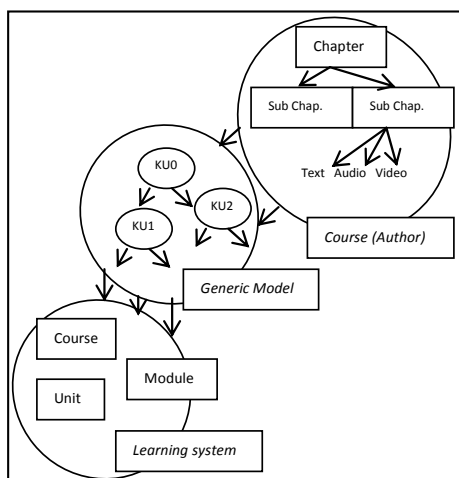 Chapter
Sub Chap. Sub Chap.
Text Audio Video
Course (Author)
KU0
KU1 KU2
Generic Model
Course
Module
Unit
Learning system